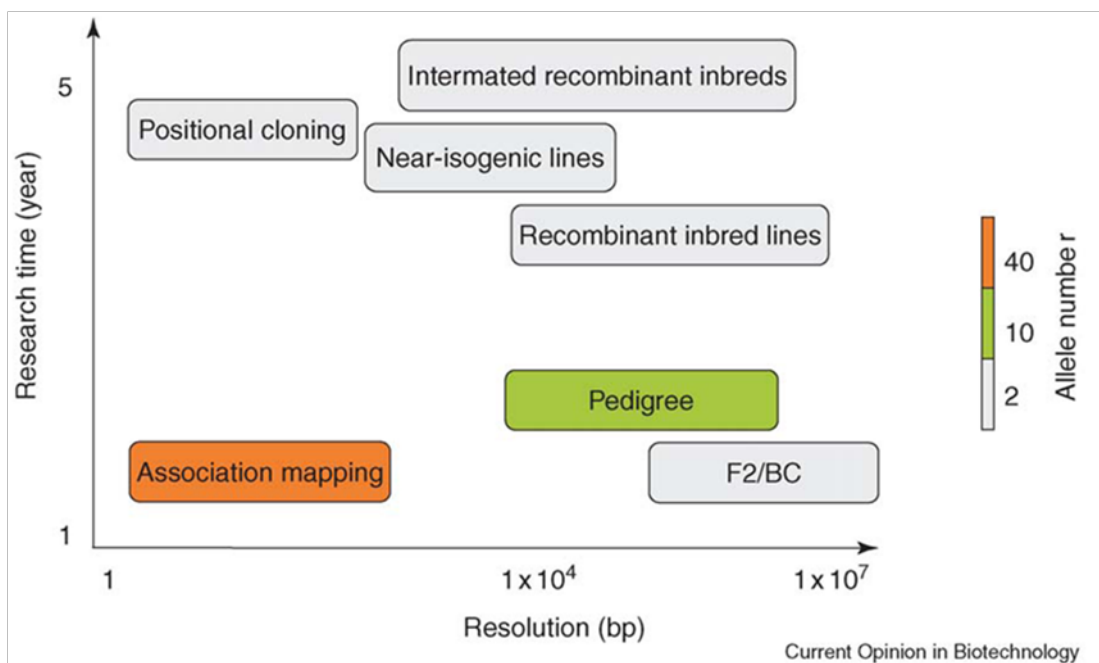 5
Intermated recombinant inbreds
Positional cloning
Near-isogenic lines
Recombinant inbred lines
Research time (year)
Pedigree
Association mapping
F2/BC
1
1
1 x 10⁴
1 x 10⁷
Resolution (bp)
40
10
2
Allele number
Current Opinion in Biotechnology